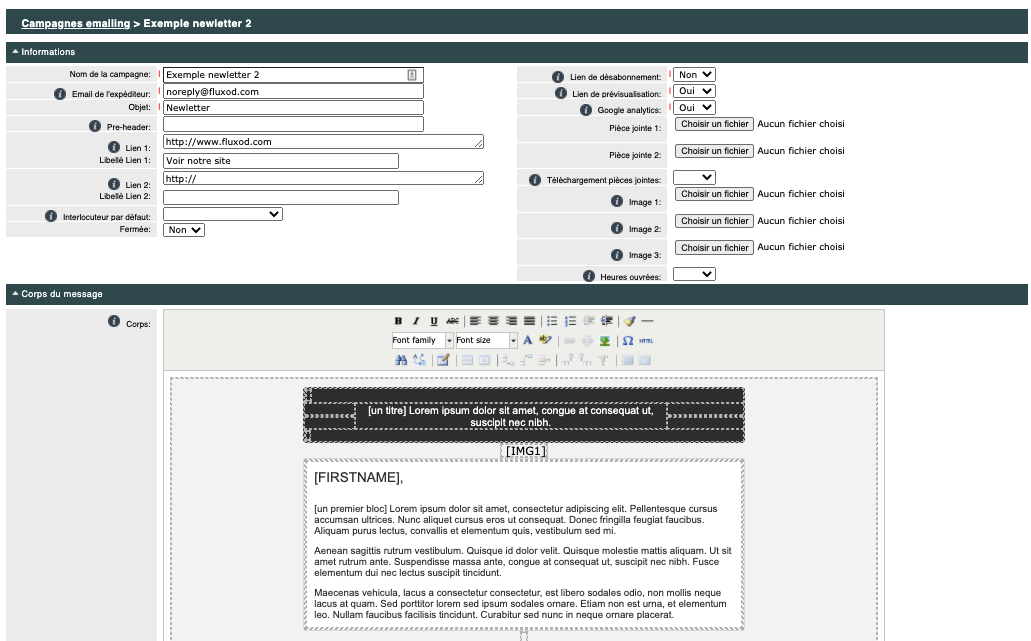 Campagnes emailing > Exemple newletter 2
Informations
Nom de la campagne: Exemple newletter 2
Email de l'expéditeur: noreply@fluxod.com
Objet: Newletter
Pre-header:
Lien 1: http://www.fluxod.com
Libellé Lien 1: Voir notre site
Lien 2: http://
Libellé Lien 2:
Interlocuteur par défaut:
Fermée: Non
Lien de désabonnement: Non
Lien de prévisualisation: Oui
Google analytics: Oui
Pièce jointe 1: Choisir un fichier Aucun fichier choisi
Pièce jointe 2: Choisir un fichier Aucun fichier choisi
Téléchargement pièces jointes:
Image 1: Choisir un fichier Aucun fichier choisi
Image 2: Choisir un fichier Aucun fichier choisi
Image 3: Choisir un fichier Aucun fichier choisi
Heures ouvrées:
Corps du message
Corps:
B I U ABC
Font family Font size A ab Ω HTML
[un titre] Lorem ipsum dolor sit amet, congue at consequat ut,
suscipit nec nibh.
[IMG1]
[FIRSTNAME],
[un premier bloc] Lorem ipsum dolor sit amet, consectetur adipiscing elit. Pellentesque cursus
accumsan ultrices. Nunc aliquet cursus eros ut consequat. Donec fringilla feugiat faucibus.
Aliquam purus lectus, convallis et elementum quis, vestibulum sed mi.
Aenean sagittis rutrum vestibulum. Quisque id dolor velit. Quisque molestie mattis aliquam. Ut sit
amet rutrum ante. Suspendisse massa ante, congue at consequat ut, suscipit nec nibh. Fusce
elementum dui nec lectus suscipit tincidunt.
Maecenas vehicula, lacus a consectetur consectetur, est libero sodales odio, non mollis neque
lacus at quam. Sed porttitor lorem sed ipsum sodales ornare. Etiam non est urna, et elementum
leo. Nullam faucibus facilisis tincidunt. Curabitur sed nunc in neque ornare placerat.